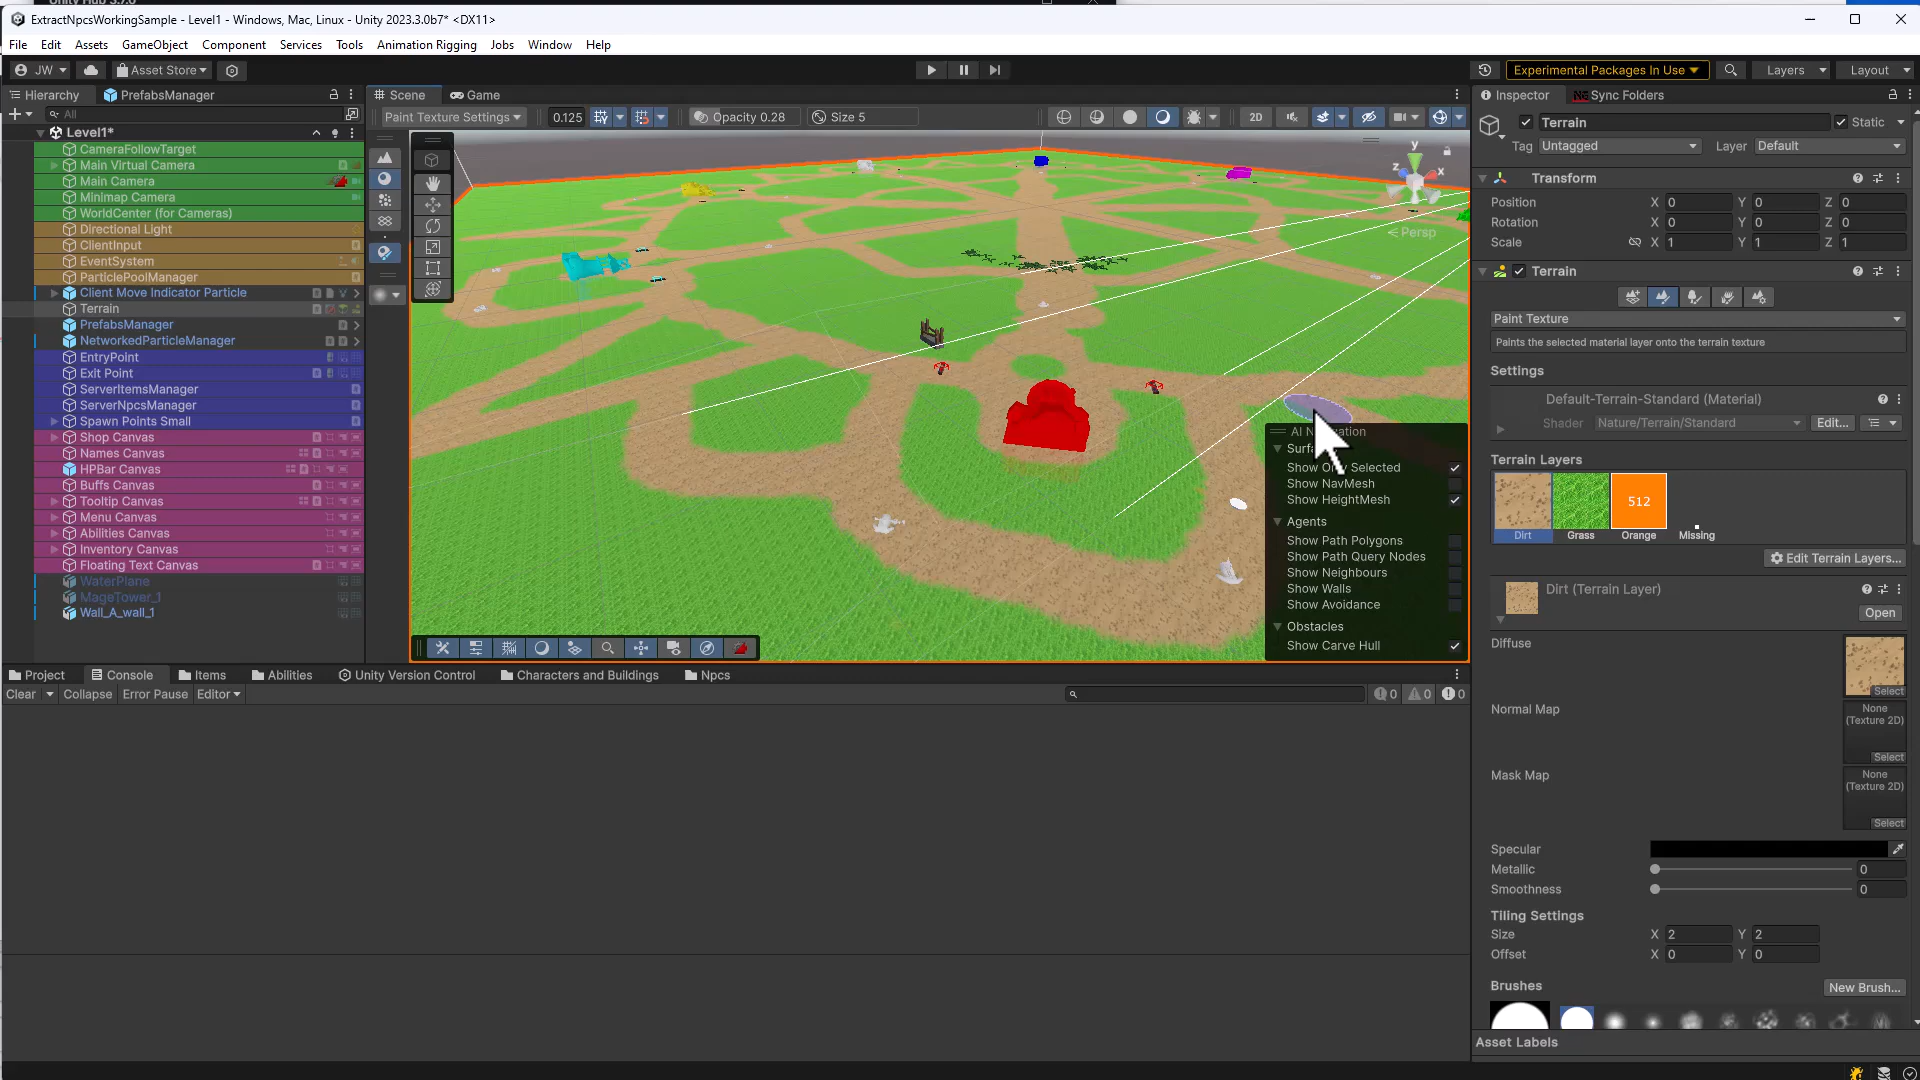 Unity Hub 3.7.0
ExtractNpcsWorkingSample - Level1 - Windows, Mac, Linux - Unity 2023.3.0b7* <DX11>
File Edit Assets GameObject Component Services Tools Animation Rigging Jobs Window Help
JW Asset Store Experimental Packages In Use Layers Layout
Hierarchy PrefabsManager
All
Level1*
CameraFollowTarget
Main Virtual Camera
Main Camera
Minimap Camera
WorldCenter (for Cameras)
Directional Light
ClientInput
EventSystem
ParticlePoolManager
Client Move Indicator Particle
Terrain
PrefabsManager
NetworkedParticleManager
EntryPoint
Exit Point
ServerItemsManager
ServerNpcsManager
Spawn Points Small
Shop Canvas
Names Canvas
HPBar Canvas
Buffs Canvas
Tooltip Canvas
Menu Canvas
Abilities Canvas
Inventory Canvas
Floating Text Canvas
WaterPlane
MageTower_1
Wall_A_wall_1
Scene Game
Paint Texture Settings 0.125 Opacity 0.28 Size 5 2D
y
z x
Persp
Surf
Show Only Selected
Show NavMesh
Show HeightMesh
Agents
Show Path Polygons
Show Path Query Nodes
Show Neighbours
Show Walls
Show Avoidance
Obstacles
Show Carve Hull
Project Console Items Abilities Unity Version Control Characters and Buildings Npcs
Clear Collapse Error Pause Editor 0 0 0
Inspector Sync Folders
Terrain Static
Tag Untagged Layer Default
Transform
Position X 0 Y 0 Z 0
Rotation X 0 Y 0 Z 0
Scale X 1 Y 1 Z 1
Terrain
Paint Texture
Paints the selected material layer onto the terrain texture
Settings
Default-Terrain-Standard (Material)
Shader Nature/Terrain/Standard Edit...
Terrain Layers
512
Dirt Grass Orange Missing
Edit Terrain Layers...
Dirt (Terrain Layer)
Open
Diffuse
Select
Normal Map
None
(Texture 2D)
Select
Mask Map
None
(Texture 2D)
Select
Specular
Metallic 0
Smoothness 0
Tiling Settings
Size X 2 Y 2
Offset X 0 Y 0
Brushes New Brush...
Asset Labels